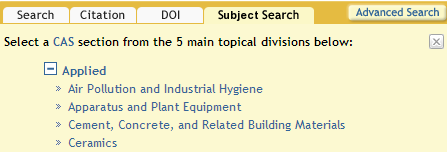 Search Citation DOI Subject Search Advanced Search
Select a CAS section from the 5 main topical divisions below:
Applied
» Air Pollution and Industrial Hygiene
» Apparatus and Plant Equipment
» Cement, Concrete, and Related Building Materials
» Ceramics